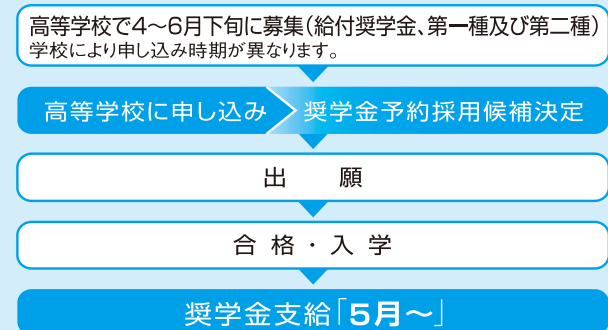 高等学校で4〜6月下旬に募集(給付奨学金、第一種及び第二種)
学校により申し込み時期が異なります。
高等学校に申し込み 奨学金予約採用候補決定
出　願
合格・入学
奨学金支給「5月〜」